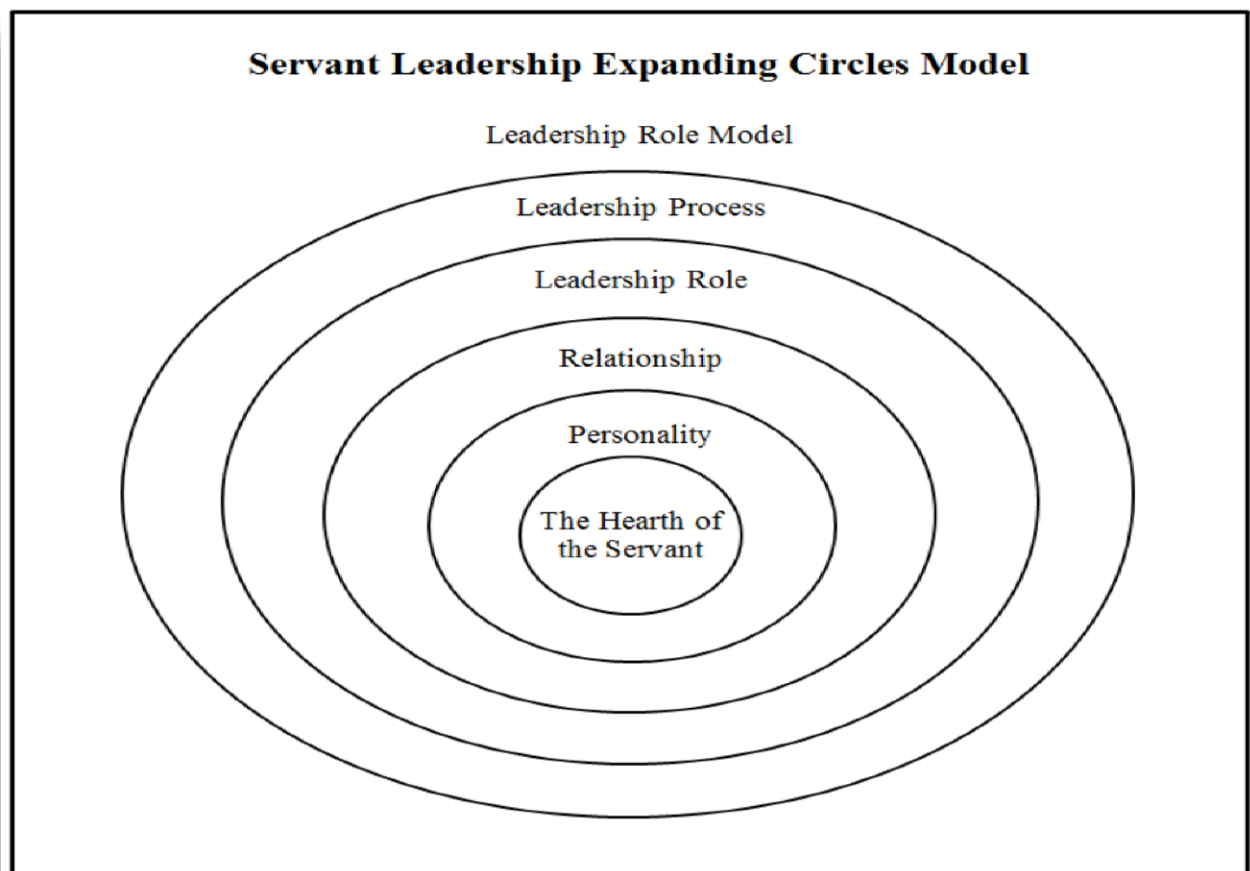 Servant Leadership Expanding Circles Model
Leadership Role Model
Leadership Process
Leadership Role
Relationship
Personality
The Hearth of
the Servant